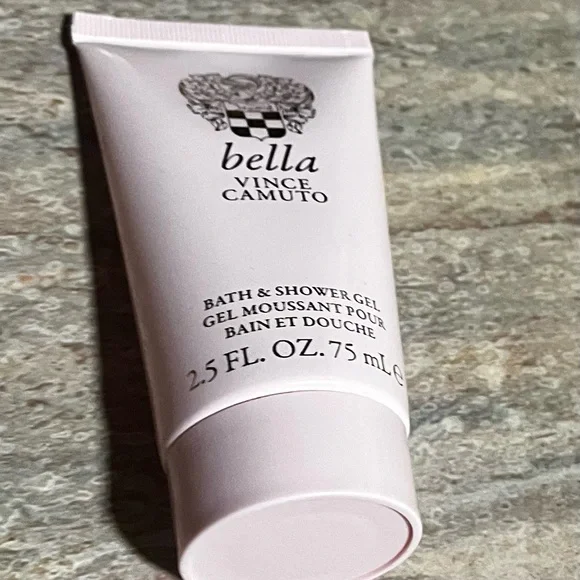 bella
VINCE
CAMUTO
BATH & SHOWER GEL
GEL MOUSSANT POUR
BAIN ET DOUCHE
2.5 FL. OZ. 75 mL ℮